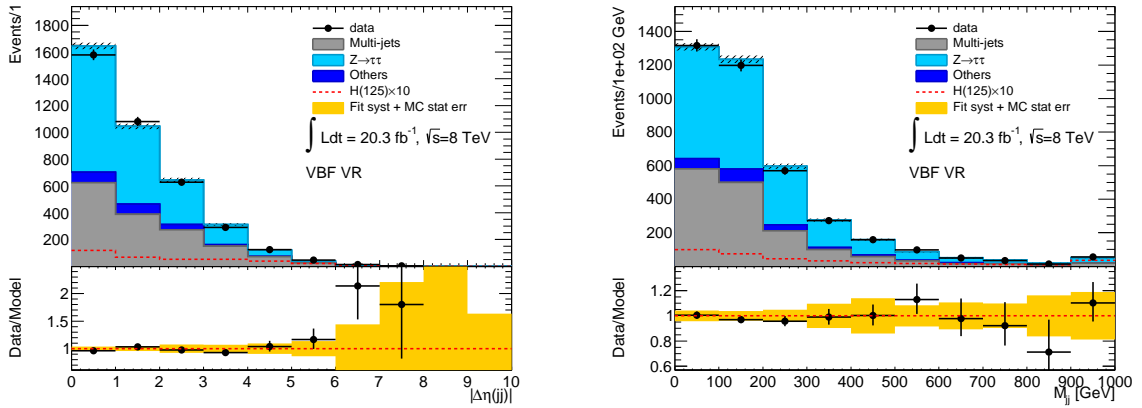 Events/1
1800
1600
1400
1200
1000
800
600
400
200
data
Multi-jets
Z→ττ
Others
H(125)×10
Fit syst + MC stat err
∫ Ldt = 20.3 fb⁻¹, √s=8 TeV
VBF VR
Data/Model
2
1.5
1
0 1 2 3 4 5 6 7 8 9 10
|Δη(jj)|
Events/1e+02 GeV
1400
1200
1000
800
600
400
200
data
Multi-jets
Z→ττ
Others
H(125)×10
Fit syst + MC stat err
∫ Ldt = 20.3 fb⁻¹, √s=8 TeV
VBF VR
Data/Model
1.2
1
0.8
0.6
0 100 200 300 400 500 600 700 800 900 1000
M_jj [GeV]